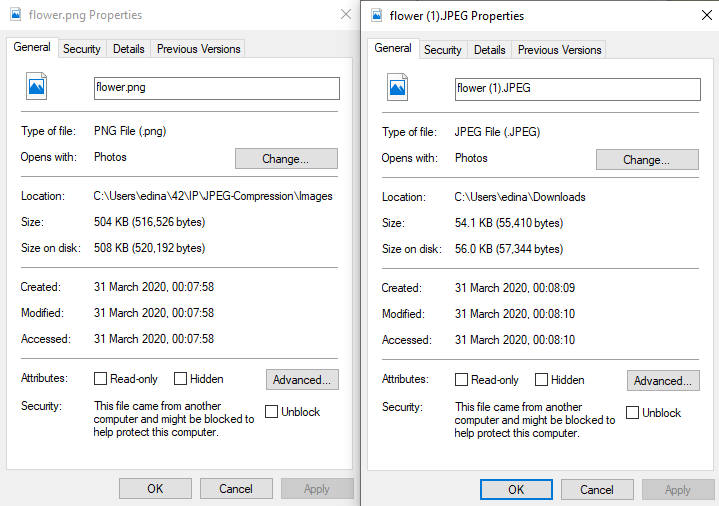 flower.png Properties
General Security Details Previous Versions
flower.png
Type of file: PNG File (.png)
Opens with: Photos Change...
Location: C:\Users\edina\42\IP\JPEG-Compression\Images
Size: 504 KB (516,526 bytes)
Size on disk: 508 KB (520,192 bytes)
Created: 31 March 2020, 00:07:58
Modified: 31 March 2020, 00:07:58
Accessed: 31 March 2020, 00:07:58
Attributes: Read-only Hidden Advanced...
Security: This file came from another
computer and might be blocked to
help protect this computer.
Unblock
OK Cancel Apply
flower (1).JPEG Properties
General Security Details Previous Versions
flower (1).JPEG
Type of file: JPEG File (.JPEG)
Opens with: Photos Change...
Location: C:\Users\edina\Downloads
Size: 54.1 KB (55,410 bytes)
Size on disk: 56.0 KB (57,344 bytes)
Created: 31 March 2020, 00:08:09
Modified: 31 March 2020, 00:08:10
Accessed: 31 March 2020, 00:08:10
Attributes: Read-only Hidden Advanced...
Security: This file came from another
computer and might be blocked to
help protect this computer.
Unblock
OK Cancel Apply